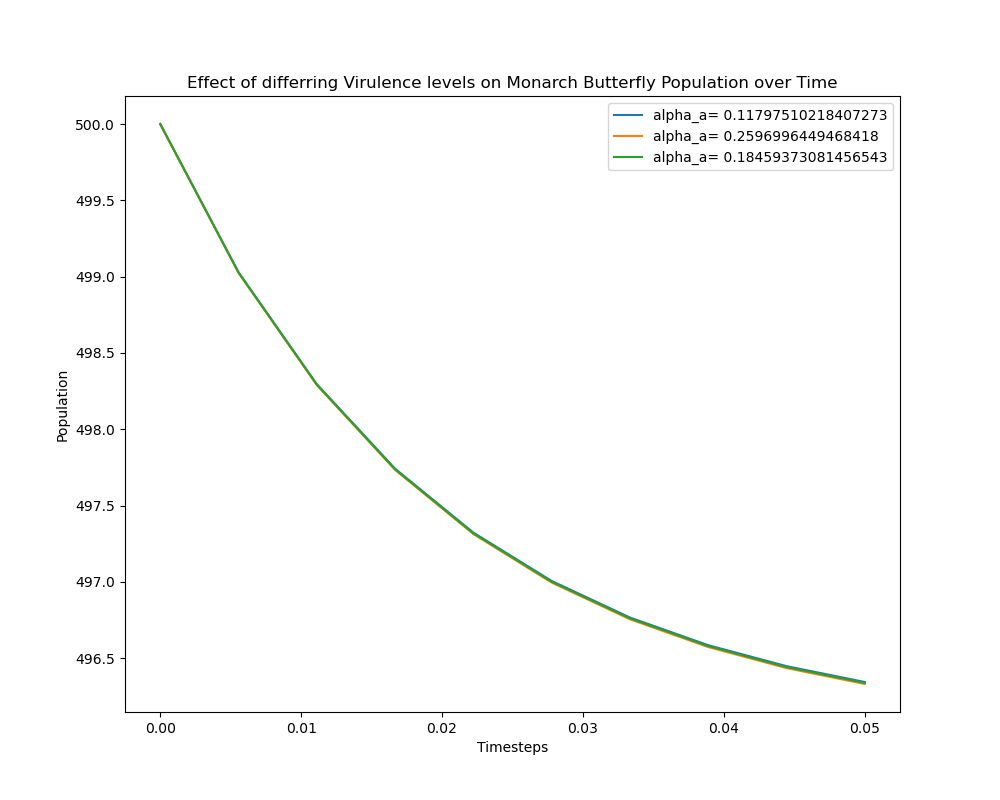 Effect of differring Virulence levels on Monarch Butterfly Population over Time
alpha_a= 0.11797510218407273
alpha_a= 0.2596996449468418
alpha_a= 0.18459373081456543
500.0
499.5
499.0
498.5
498.0
497.5
497.0
496.5
Population
0.00 0.01 0.02 0.03 0.04 0.05
Timesteps